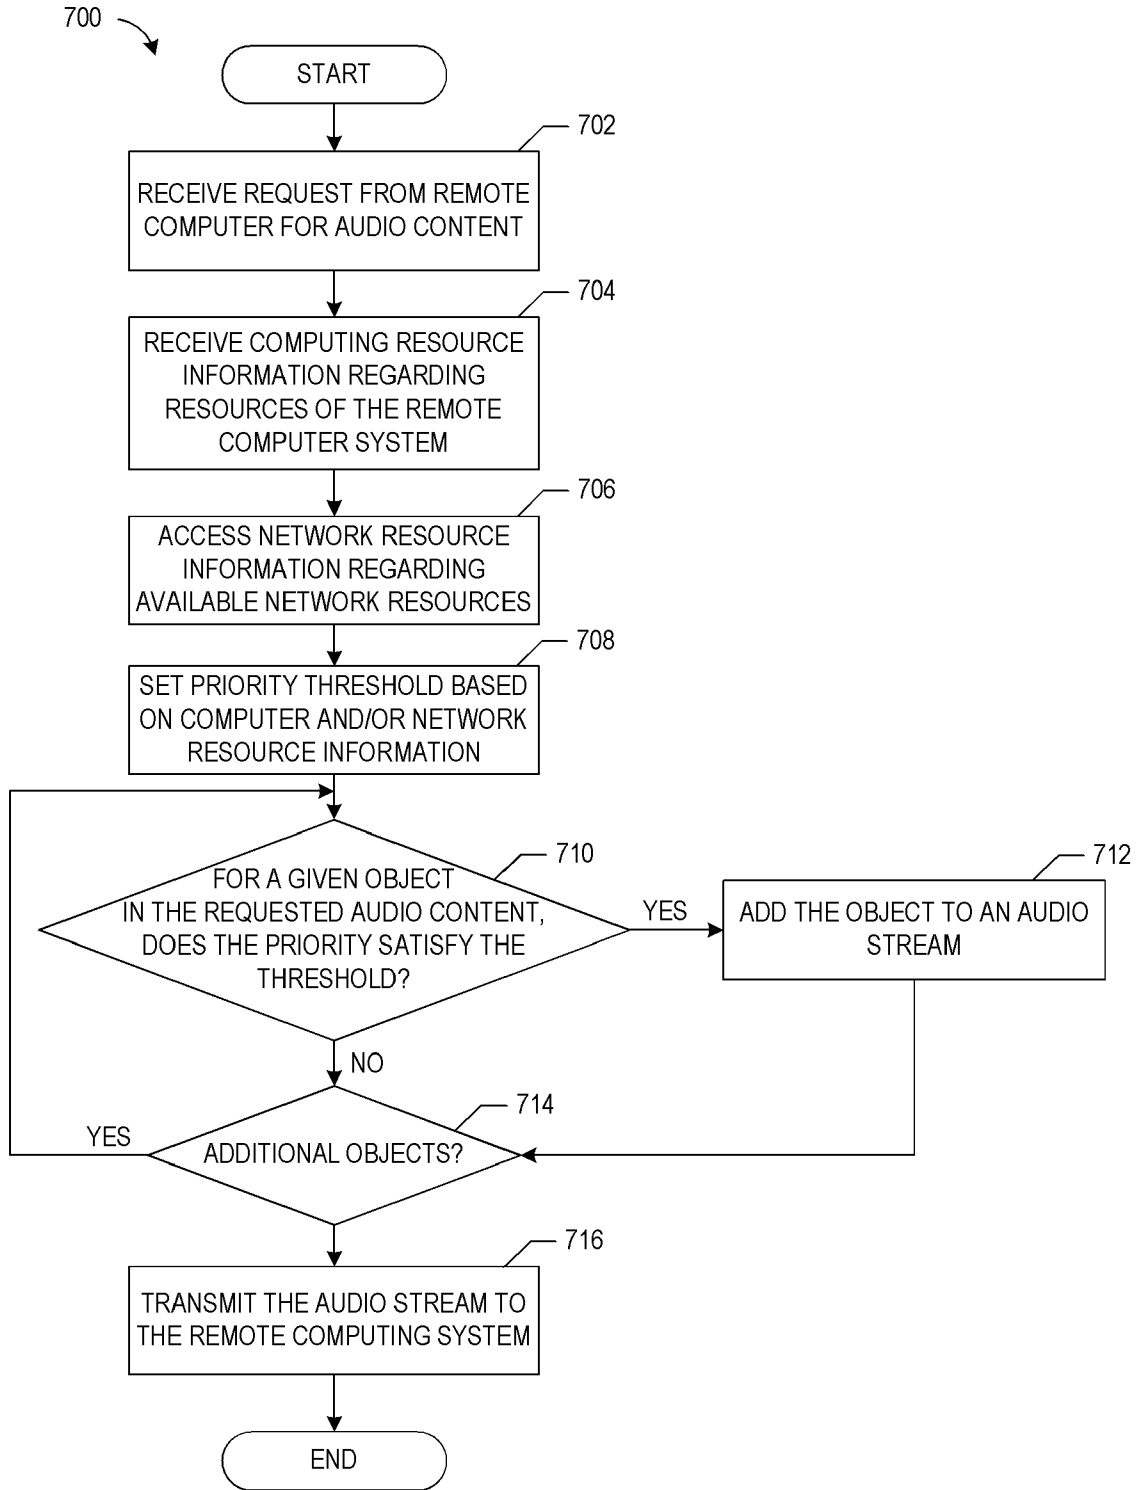 700
START
702
RECEIVE REQUEST FROM REMOTE
COMPUTER FOR AUDIO CONTENT
704
RECEIVE COMPUTING RESOURCE
INFORMATION REGARDING
RESOURCES OF THE REMOTE
COMPUTER SYSTEM
706
ACCESS NETWORK RESOURCE
INFORMATION REGARDING
AVAILABLE NETWORK RESOURCES
708
SET PRIORITY THRESHOLD BASED
ON COMPUTER AND/OR NETWORK
RESOURCE INFORMATION
710
FOR A GIVEN OBJECT
IN THE REQUESTED AUDIO CONTENT,
DOES THE PRIORITY SATISFY THE
THRESHOLD?
YES
712
ADD THE OBJECT TO AN AUDIO
STREAM
NO
714
ADDITIONAL OBJECTS?
YES
716
TRANSMIT THE AUDIO STREAM TO
THE REMOTE COMPUTING SYSTEM
END